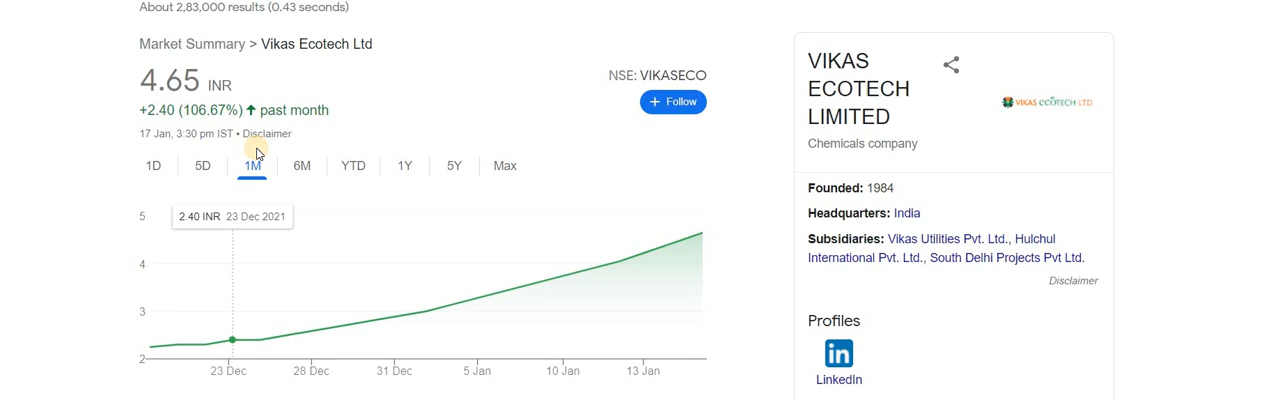 About 2,83,000 results (0.43 seconds)
Market Summary > Vikas Ecotech Ltd
4.65 INR
+2.40 (106.67%) ↑ past month
17 Jan, 3:30 pm IST • Disclaimer
NSE: VIKASECO
+ Follow
1D 5D 1M 6M YTD 1Y 5Y Max
2.40 INR 23 Dec 2021
5
4
3
2
23 Dec 28 Dec 31 Dec 5 Jan 10 Jan 13 Jan
VIKAS
ECOTECH
LIMITED
VIKAS ECOTECH LTD.
Chemicals company
Founded: 1984
Headquarters: India
Subsidiaries: Vikas Utilities Pvt. Ltd., Hulchul
International Pvt. Ltd., South Delhi Projects Pvt Ltd.
Disclaimer
Profiles
in
LinkedIn